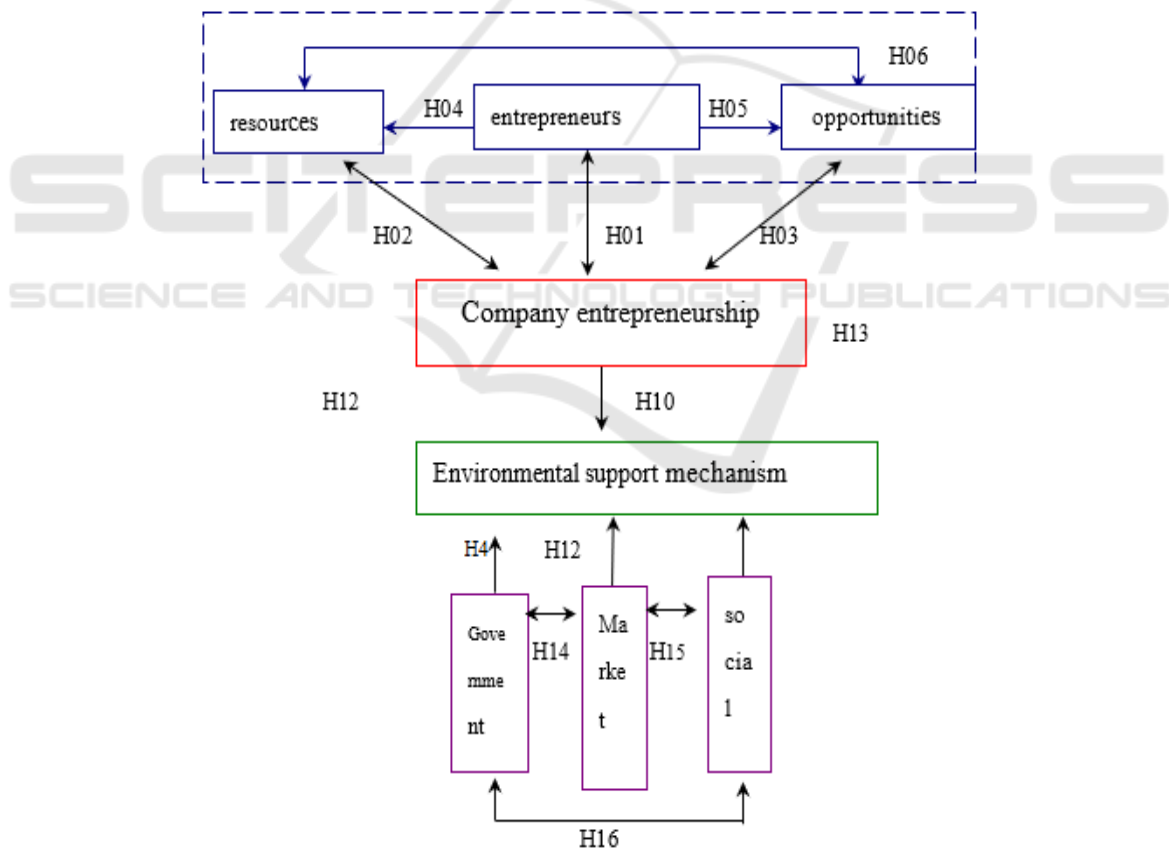 H06
resources
H04
entrepreneurs
H05
opportunities
SCITEPRESS
H02
H01
H03
SCIENCE AND TECHNOLOGY PUBLICATIONS
Company entrepreneurship
H13
H12
H10
Environmental support mechanism
H4
H12
Gove
mme
nt
H14
Ma
rke
t
H15
so
cia
l
H16